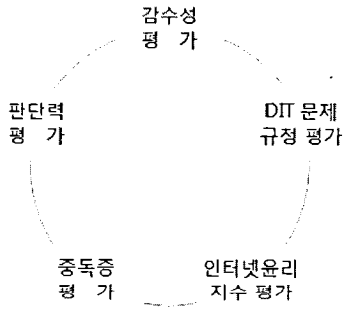 감수성
평 가
판단력
평 가
DIT 문제
규정 평가
중독증
평 가
인터넷윤리
지수 평가